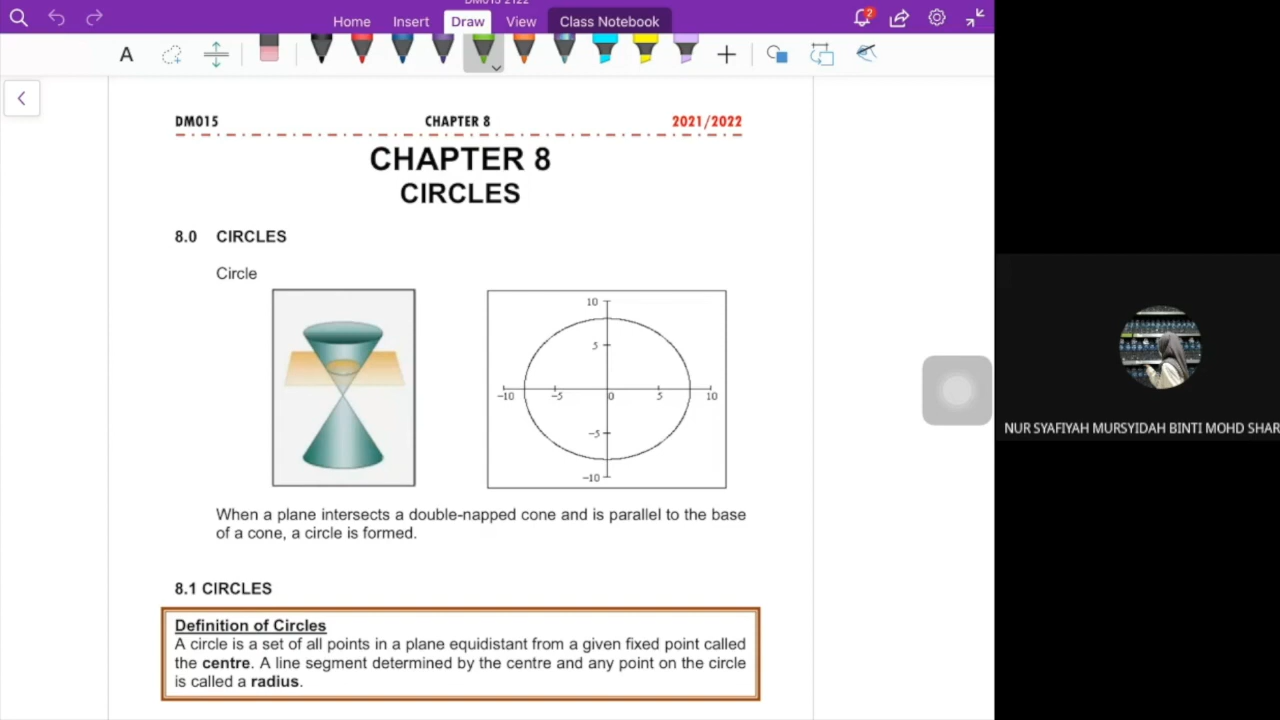 DM015 2122
Home Insert Draw View Class Notebook
2
A
DM015 CHAPTER 8 2021/2022
CHAPTER 8
CIRCLES
8.0 CIRCLES
Circle
10
5
-10 -5 0 5 10
-5
-10
When a plane intersects a double-napped cone and is parallel to the base
of a cone, a circle is formed.
8.1 CIRCLES
Definition of Circles
A circle is a set of all points in a plane equidistant from a given fixed point called
the centre. A line segment determined by the centre and any point on the circle
is called a radius.
NUR SYAFIYAH MURSYIDAH BINTI MOHD SHAR